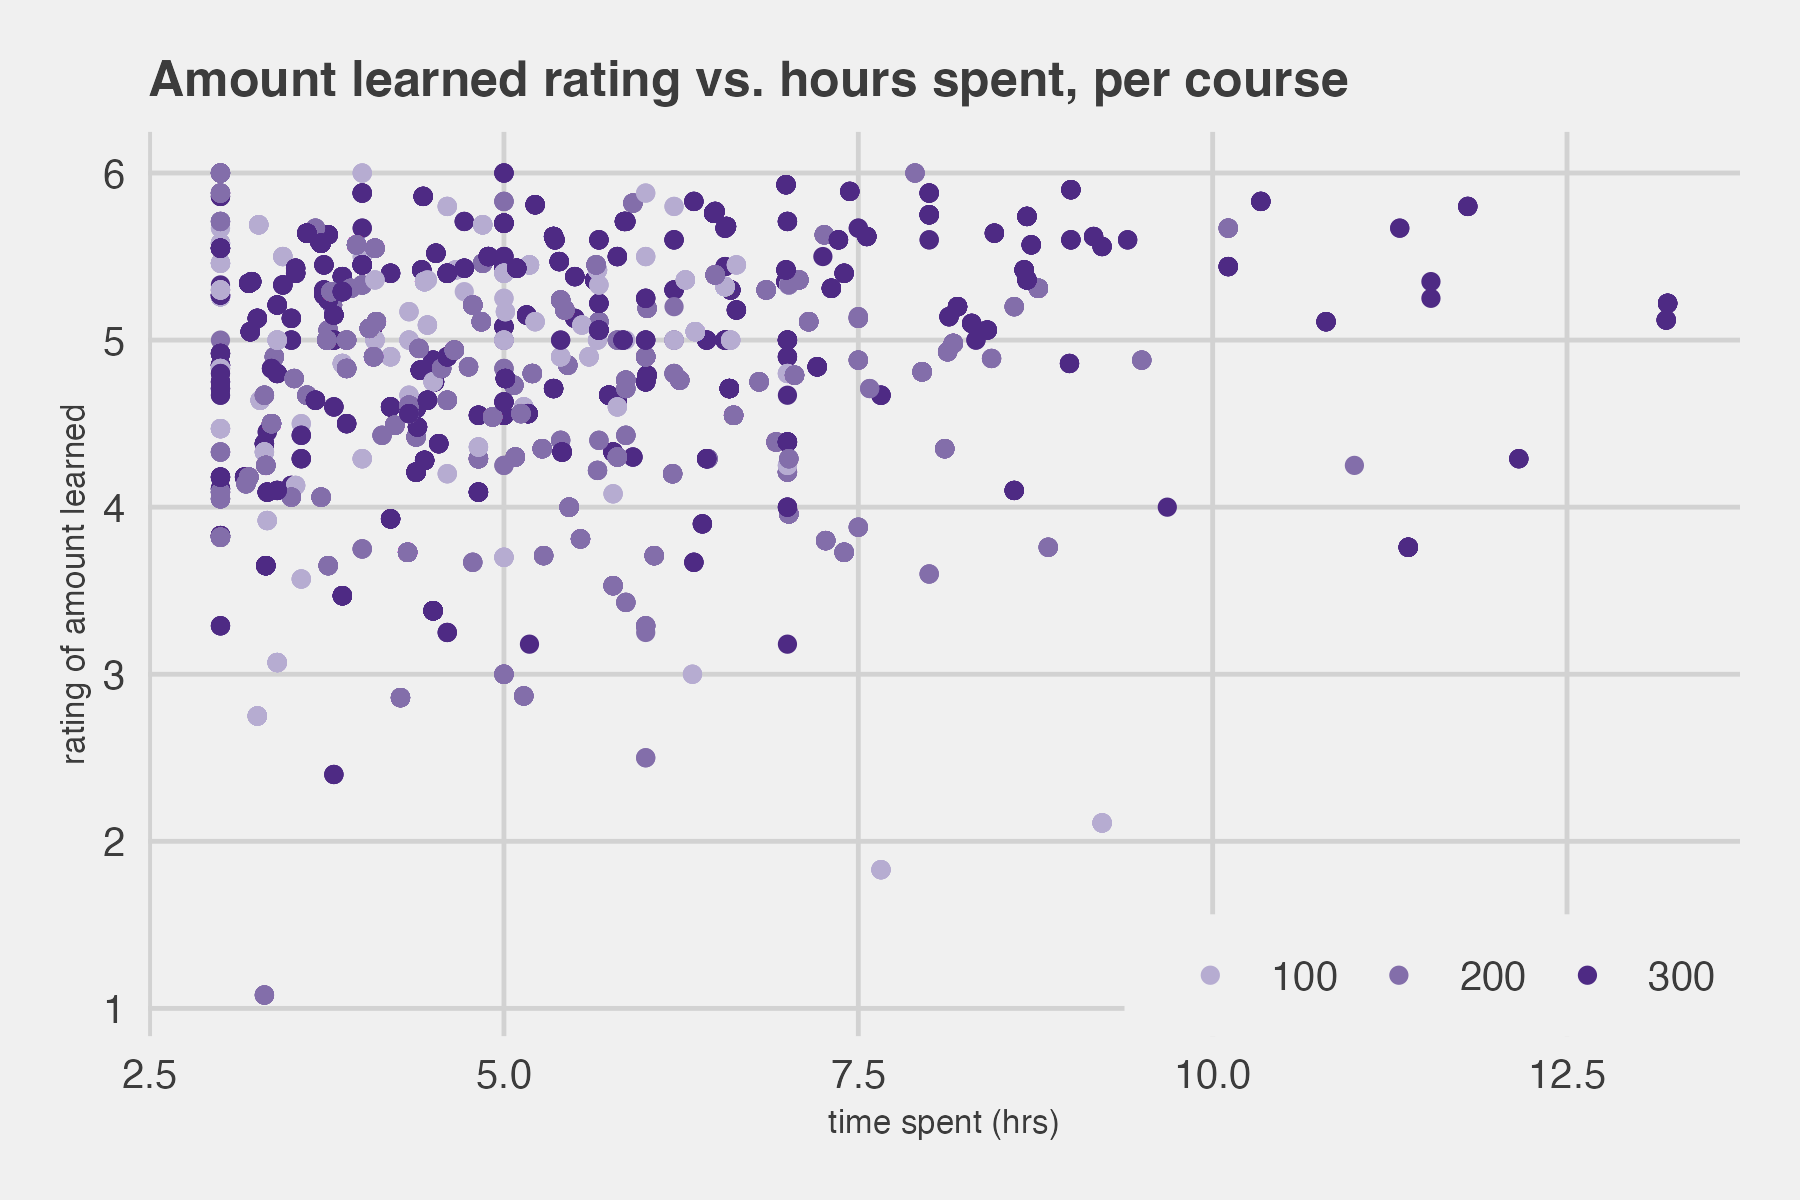 Amount learned rating vs. hours spent, per course
rating of amount learned
6
5
4
3
2
1
100 200 300
2.5 5.0 7.5 10.0 12.5
time spent (hrs)